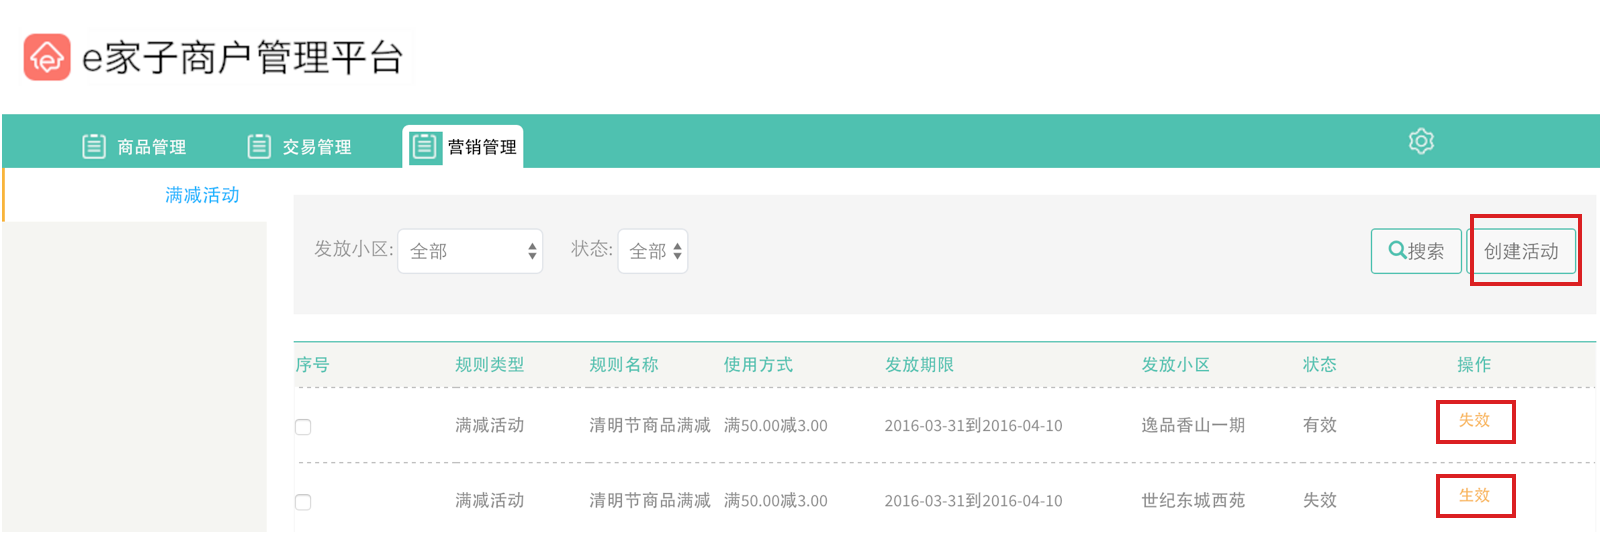 e家子商户管理平台
商品管理 交易管理 营销管理
满减活动
发放小区: 全部 状态: 全部 搜索 创建活动
序号 规则类型 规则名称 使用方式 发放期限 发放小区 状态 操作
满减活动 清明节商品满减 满50.00减3.00 2016-03-31到2016-04-10 逸品香山一期 有效 失效
满减活动 清明节商品满减 满50.00减3.00 2016-03-31到2016-04-10 世纪东城西苑 失效 生效